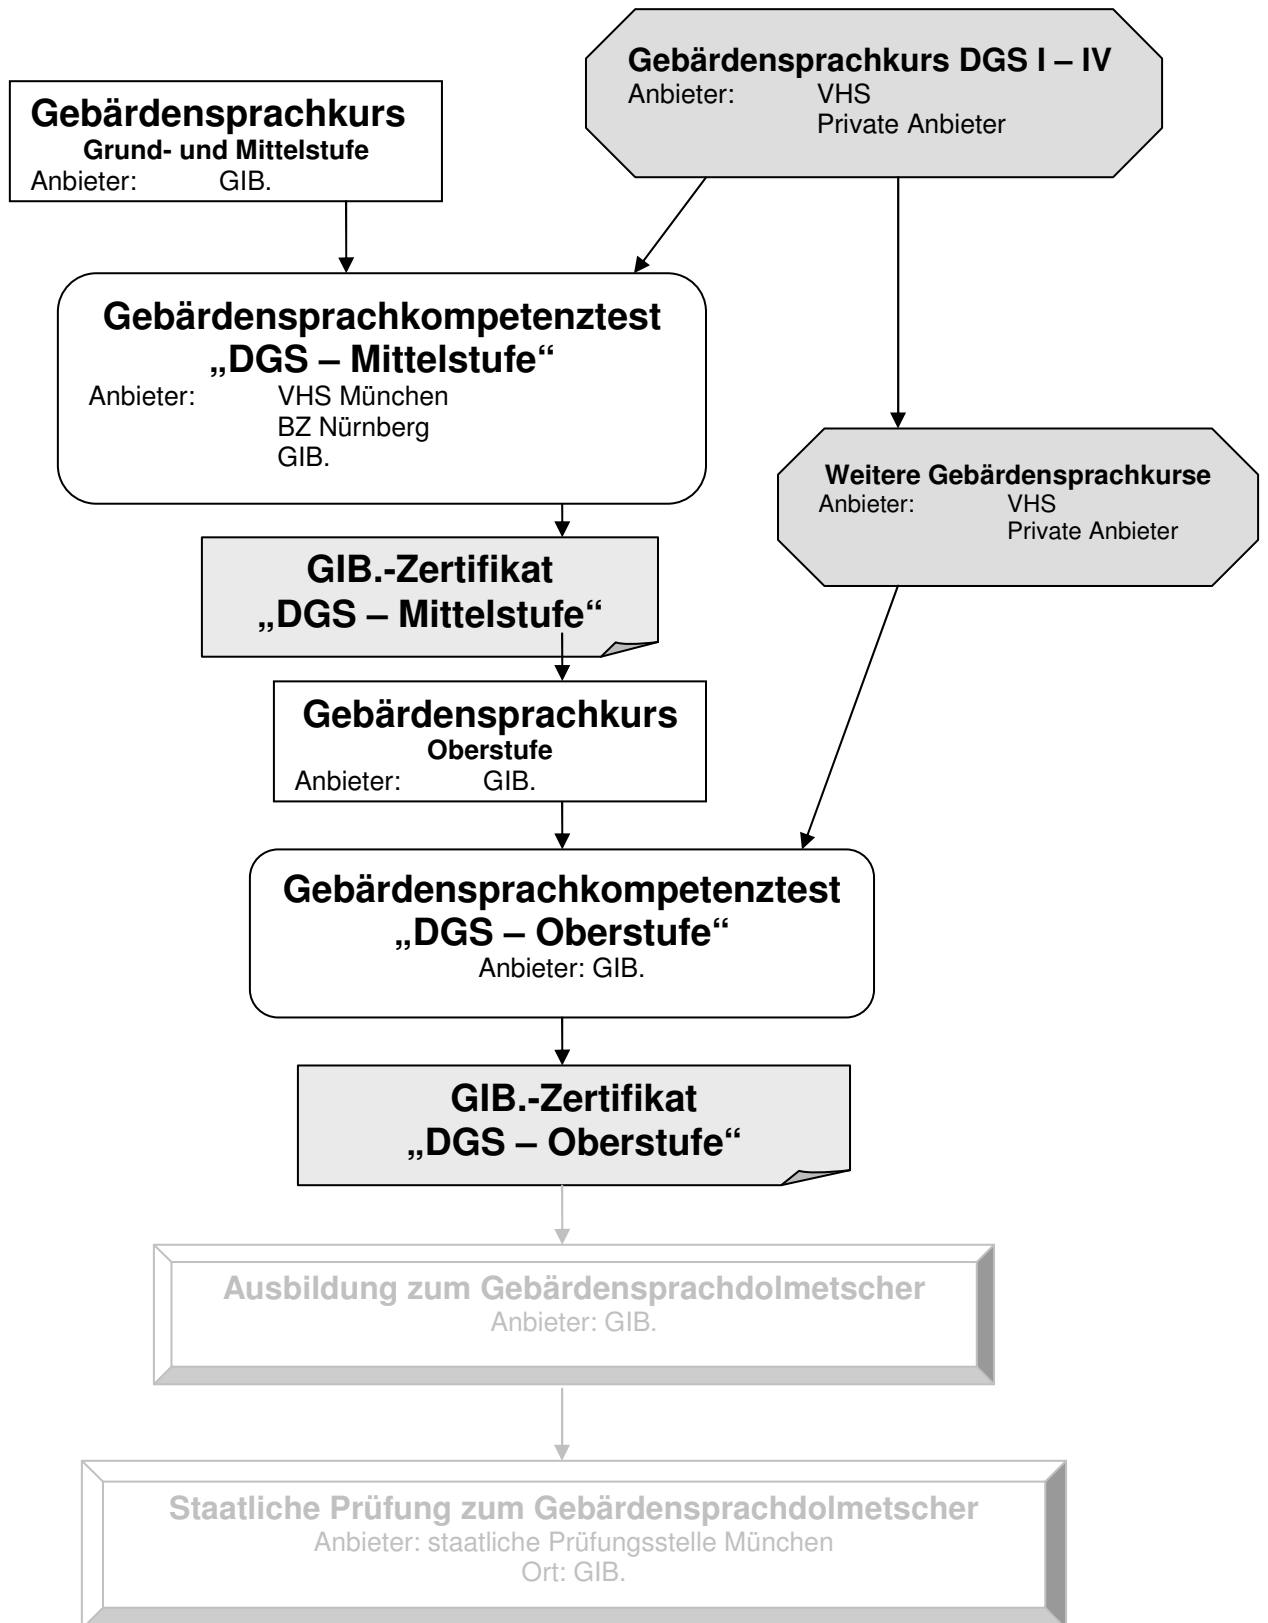 Gebärdensprachkurs DGS I – IV
Anbieter: VHS
Private Anbieter
Gebärdensprachkurs
Grund- und Mittelstufe
Anbieter: GIB.
Gebärdensprachkompetenztest
„DGS – Mittelstufe“
Anbieter: VHS München
BZ Nürnberg
GIB.
Weitere Gebärdensprachkurse
Anbieter: VHS
Private Anbieter
GIB.-Zertifikat
„DGS – Mittelstufe“
Gebärdensprachkurs
Oberstufe
Anbieter: GIB.
Gebärdensprachkompetenztest
„DGS – Oberstufe“
Anbieter: GIB.
GIB.-Zertifikat
„DGS – Oberstufe“
Ausbildung zum Gebärdensprachdolmetscher
Anbieter: GIB.
Staatliche Prüfung zum Gebärdensprachdolmetscher
Anbieter: staatliche Prüfungsstelle München
Ort: GIB.